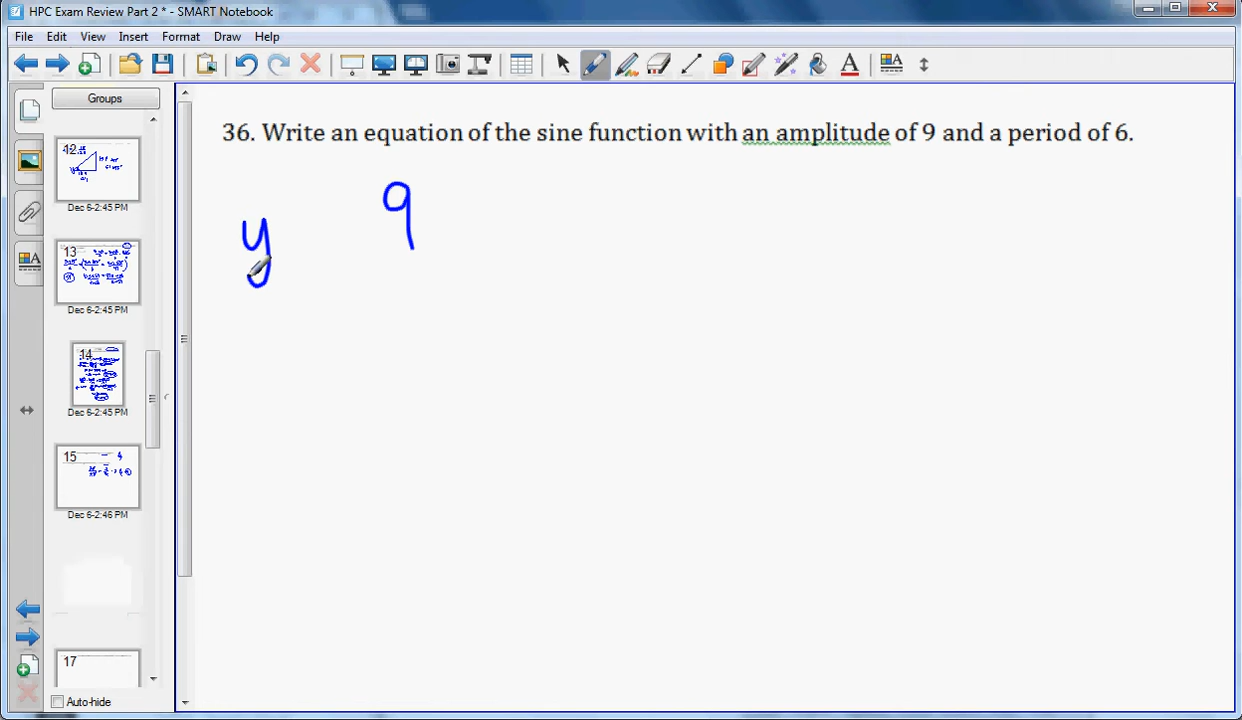 HPC Exam Review Part 2 * - SMART Notebook
File Edit View Insert Format Draw Help
Groups
36. Write an equation of the sine function with an amplitude of 9 and a period of 6.
y 9
12
Dec 6-2:45 PM
13
Dec 6-2:45 PM
14
Dec 6-2:45 PM
15
Dec 6-2:46 PM
17
Auto-hide